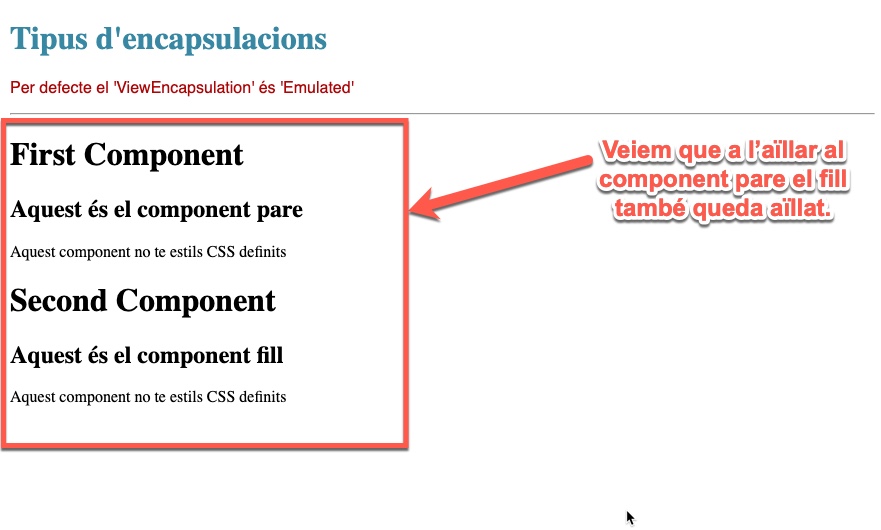 Tipus d'encapsulacions
Per defecte el 'ViewEncapsulation' és 'Emulated'
First Component
Aquest és el component pare
Aquest component no te estils CSS definits
Second Component
Aquest és el component fill
Aquest component no te estils CSS definits
Veiem que a l’aïllar al
component pare el fill
també queda aïllat.